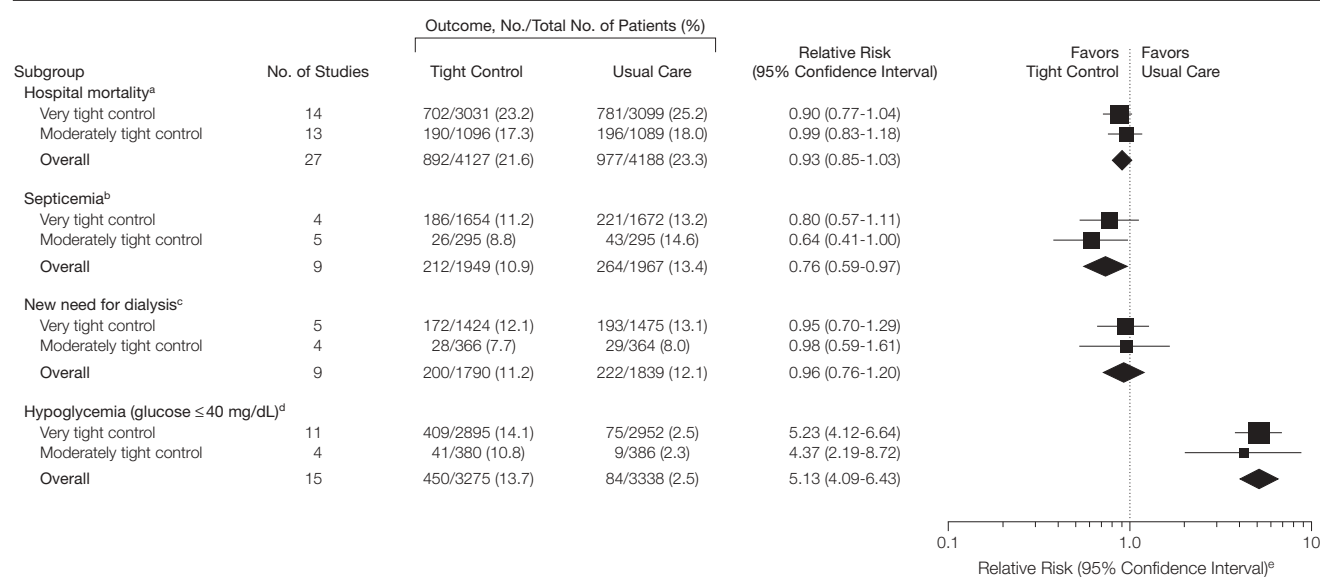 Outcome, No./Total No. of Patients (%)
Subgroup No. of Studies Tight Control Usual Care Relative Risk (95% Confidence Interval) Favors Tight Control Favors Usual Care
Hospital mortalityᵃ
Very tight control 14 702/3031 (23.2) 781/3099 (25.2) 0.90 (0.77-1.04)
Moderately tight control 13 190/1096 (17.3) 196/1089 (18.0) 0.99 (0.83-1.18)
Overall 27 892/4127 (21.6) 977/4188 (23.3) 0.93 (0.85-1.03)
Septicemiaᵇ
Very tight control 4 186/1654 (11.2) 221/1672 (13.2) 0.80 (0.57-1.11)
Moderately tight control 5 26/295 (8.8) 43/295 (14.6) 0.64 (0.41-1.00)
Overall 9 212/1949 (10.9) 264/1967 (13.4) 0.76 (0.59-0.97)
New need for dialysisᶜ
Very tight control 5 172/1424 (12.1) 193/1475 (13.1) 0.95 (0.70-1.29)
Moderately tight control 4 28/366 (7.7) 29/364 (8.0) 0.98 (0.59-1.61)
Overall 9 200/1790 (11.2) 222/1839 (12.1) 0.96 (0.76-1.20)
Hypoglycemia (glucose ≤40 mg/dL)ᵈ
Very tight control 11 409/2895 (14.1) 75/2952 (2.5) 5.23 (4.12-6.64)
Moderately tight control 4 41/380 (10.8) 9/386 (2.3) 4.37 (2.19-8.72)
Overall 15 450/3275 (13.7) 84/3338 (2.5) 5.13 (4.09-6.43)
0.1 1.0 10
Relative Risk (95% Confidence Interval)ᵉ